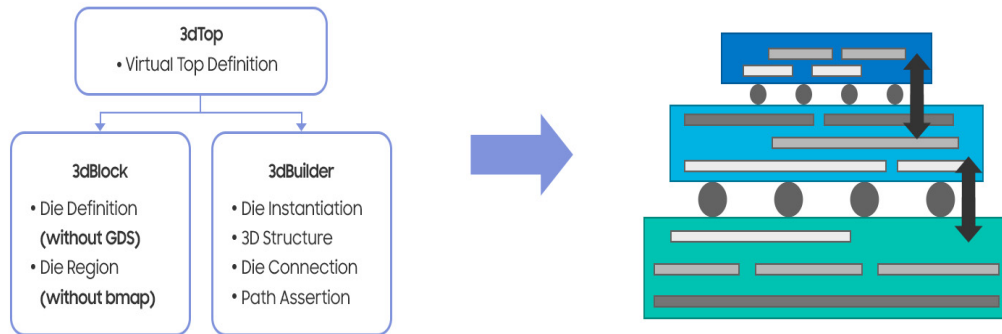 3dTop
• Virtual Top Definition
3dBlock
• Die Definition
(without GDS)
• Die Region
(without bmap)
3dBuilder
• Die Instantiation
• 3D Structure
• Die Connection
• Path Assertion